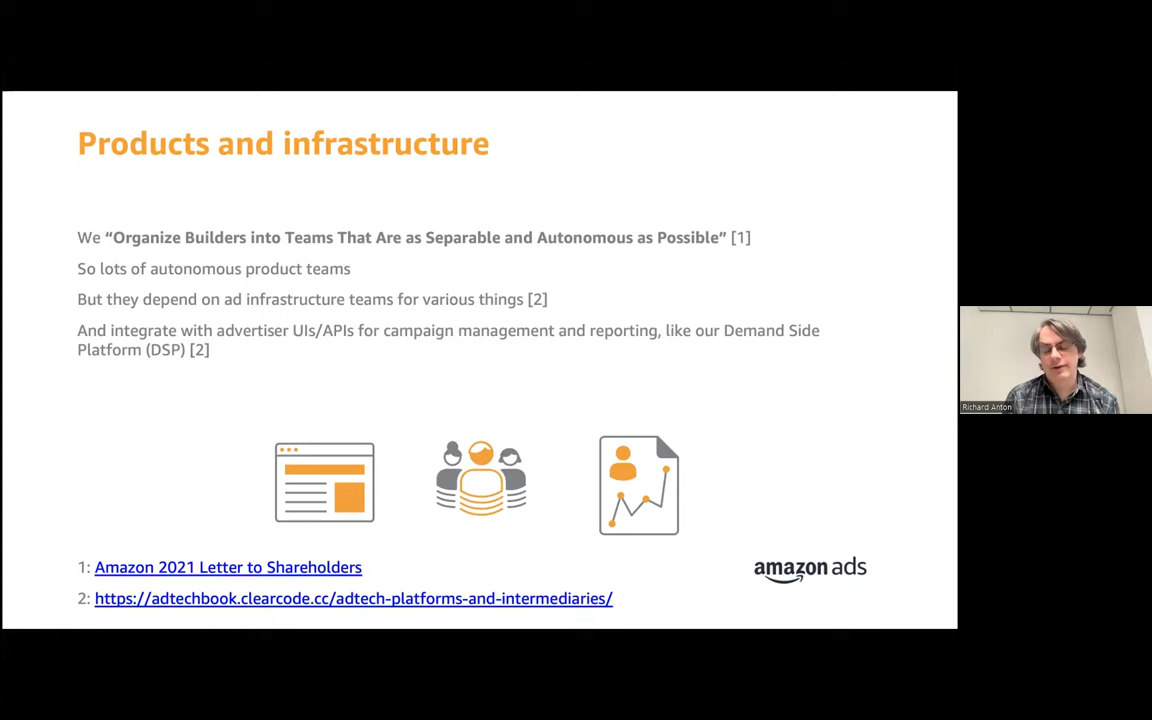 Products and infrastructure
We “Organize Builders into Teams That Are as Separable and Autonomous as Possible” [1]
So lots of autonomous product teams
But they depend on ad infrastructure teams for various things [2]
And integrate with advertiser UIs/APIs for campaign management and reporting, like our Demand Side
Platform (DSP) [2]
Richard Anton
1: Amazon 2021 Letter to Shareholders
amazon ads
2: https://adtechbook.clearcode.cc/adtech-platforms-and-intermediaries/